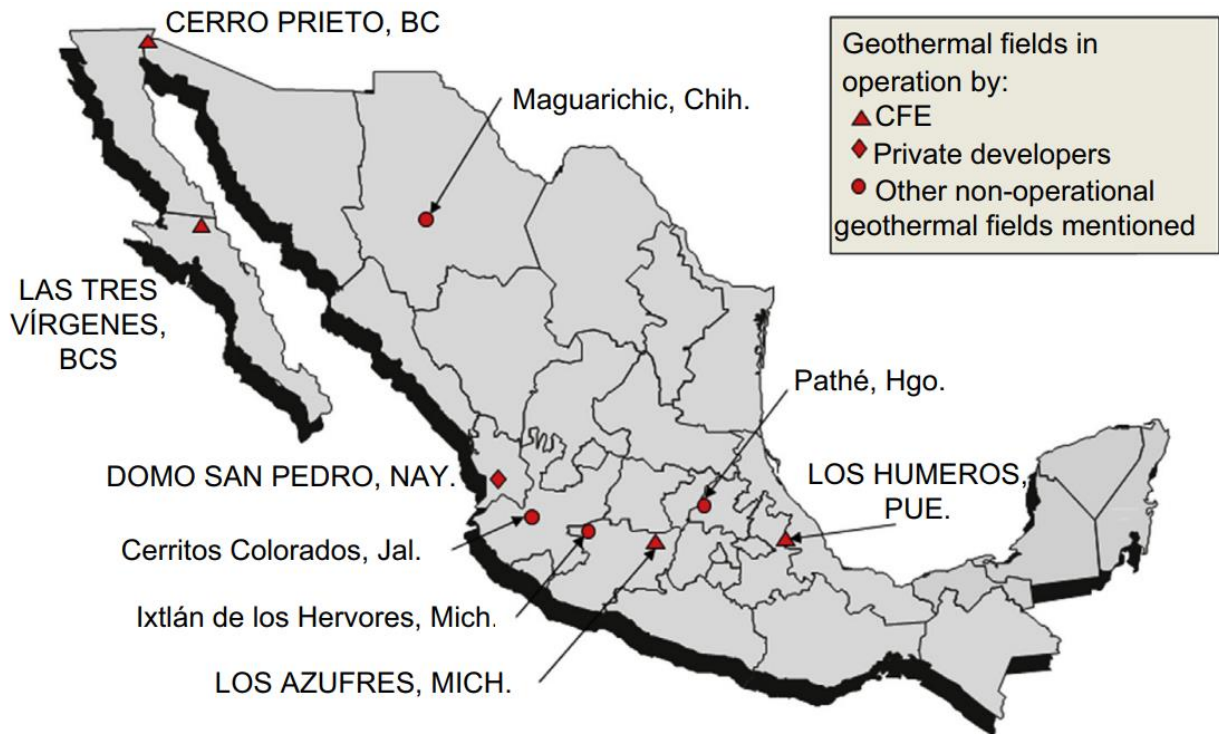 CERRO PRIETO, BC
Geothermal fields in
operation by:
CFE
Private developers
Other non-operational
geothermal fields mentioned
Maguarichic, Chih.
LAS TRES
VÍRGENES,
BCS
Pathé, Hgo.
DOMO SAN PEDRO, NAY.
LOS HUMEROS,
PUE.
Cerritos Colorados, Jal.
Ixtlán de los Hervores, Mich.
LOS AZUFRES, MICH.